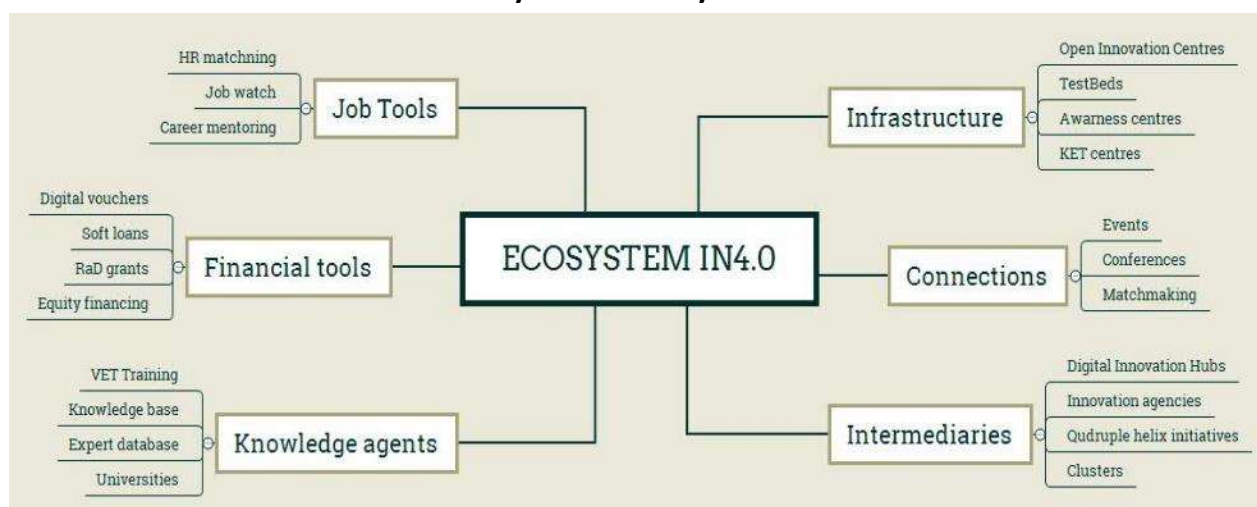 HR matchning
Job watch
Career mentoring
Job Tools
Digital vouchers
Soft loans
RaD grants
Equity financing
Financial tools
VET Training
Knowledge base
Expert database
Universities
Knowledge agents
ECOSYSTEM IN4.0
Infrastructure
Open Innovation Centres
TestBeds
Awarness centres
KET centres
Connections
Events
Conferences
Matchmaking
Intermediaries
Digital Innovation Hubs
Innovation agencies
Qudruple helix initiatives
Clusters